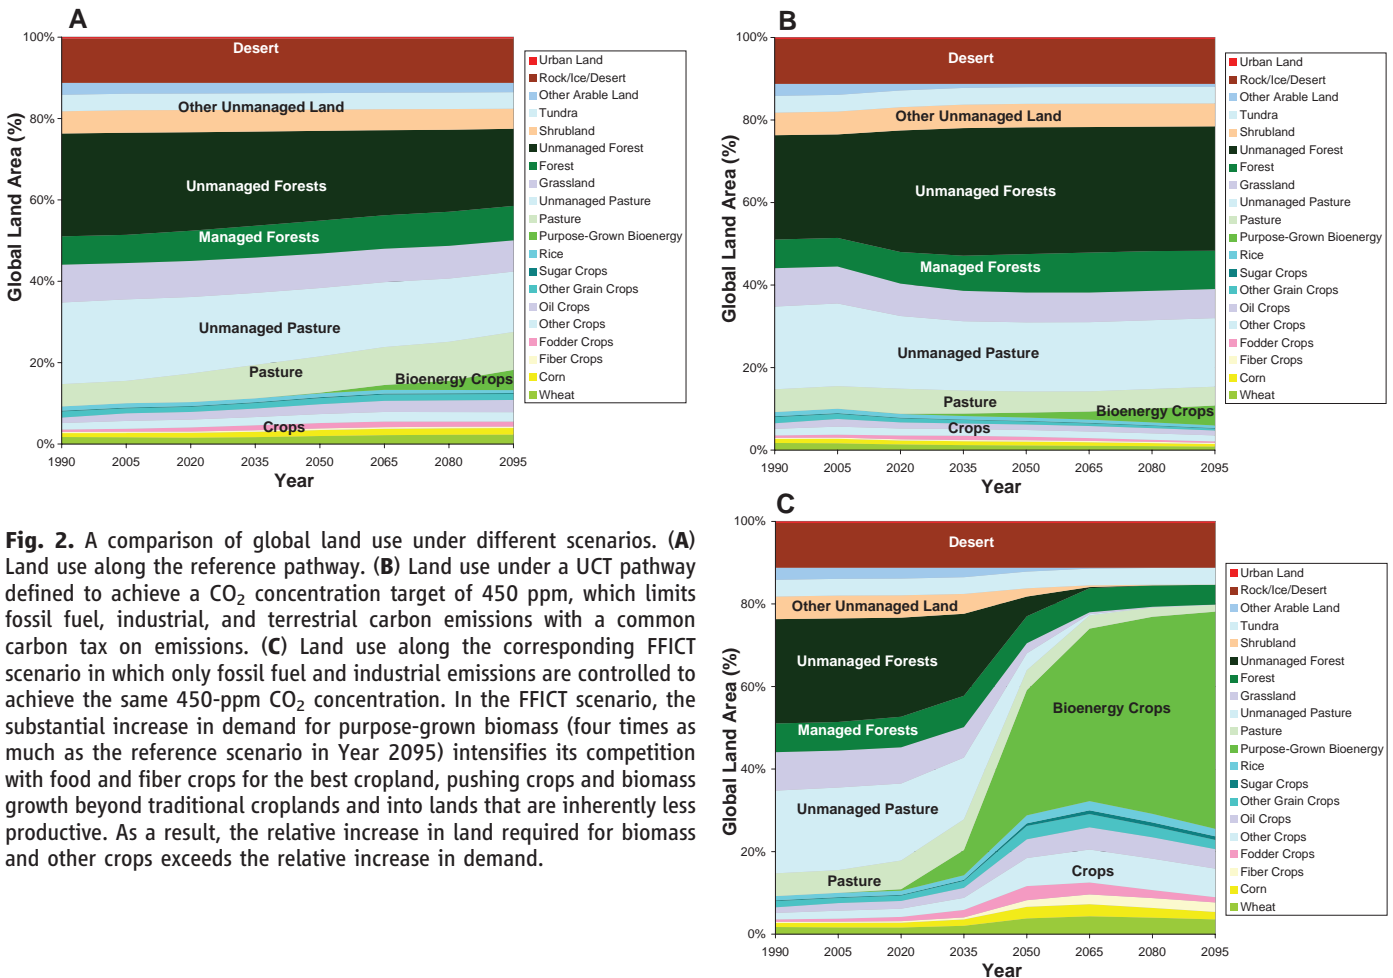 A
100%
80%
60%
40%
20%
0%
Global Land Area (%)
Desert
Other Unmanaged Land
Unmanaged Forests
Managed Forests
Unmanaged Pasture
Pasture
Bioenergy Crops
Crops
1990 2005 2020 2035 2050 2065 2080 2095
Year
Urban Land
Rock/Ice/Desert
Other Arable Land
Tundra
Shrubland
Unmanaged Forest
Forest
Grassland
Unmanaged Pasture
Pasture
Purpose-Grown Bioenergy
Rice
Sugar Crops
Other Grain Crops
Oil Crops
Other Crops
Fodder Crops
Fiber Crops
Corn
Wheat
B
100%
80%
60%
40%
20%
0%
Global Land Area (%)
Desert
Other Unmanaged Land
Unmanaged Forests
Managed Forests
Unmanaged Pasture
Pasture
Bioenergy Crops
Crops
1990 2005 2020 2035 2050 2065 2080 2095
Year
Urban Land
Rock/Ice/Desert
Other Arable Land
Tundra
Shrubland
Unmanaged Forest
Forest
Grassland
Unmanaged Pasture
Pasture
Purpose-Grown Bioenergy
Rice
Sugar Crops
Other Grain Crops
Oil Crops
Other Crops
Fodder Crops
Fiber Crops
Corn
Wheat
Fig. 2. A comparison of global land use under different scenarios. (A)
Land use along the reference pathway. (B) Land use under a UCT pathway
defined to achieve a CO₂ concentration target of 450 ppm, which limits
fossil fuel, industrial, and terrestrial carbon emissions with a common
carbon tax on emissions. (C) Land use along the corresponding FFICT
scenario in which only fossil fuel and industrial emissions are controlled to
achieve the same 450-ppm CO₂ concentration. In the FFICT scenario, the
substantial increase in demand for purpose-grown biomass (four times as
much as the reference scenario in Year 2095) intensifies its competition
with food and fiber crops for the best cropland, pushing crops and biomass
growth beyond traditional croplands and into lands that are inherently less
productive. As a result, the relative increase in land required for biomass
and other crops exceeds the relative increase in demand.
C
100%
80%
60%
40%
20%
0%
Global Land Area (%)
Desert
Other Unmanaged Land
Unmanaged Forests
Managed Forests
Bioenergy Crops
Unmanaged Pasture
Pasture
Crops
1990 2005 2020 2035 2050 2065 2080 2095
Year
Urban Land
Rock/Ice/Desert
Other Arable Land
Tundra
Shrubland
Unmanaged Forest
Forest
Grassland
Unmanaged Pasture
Pasture
Purpose-Grown Bioenergy
Rice
Sugar Crops
Other Grain Crops
Oil Crops
Other Crops
Fodder Crops
Fiber Crops
Corn
Wheat